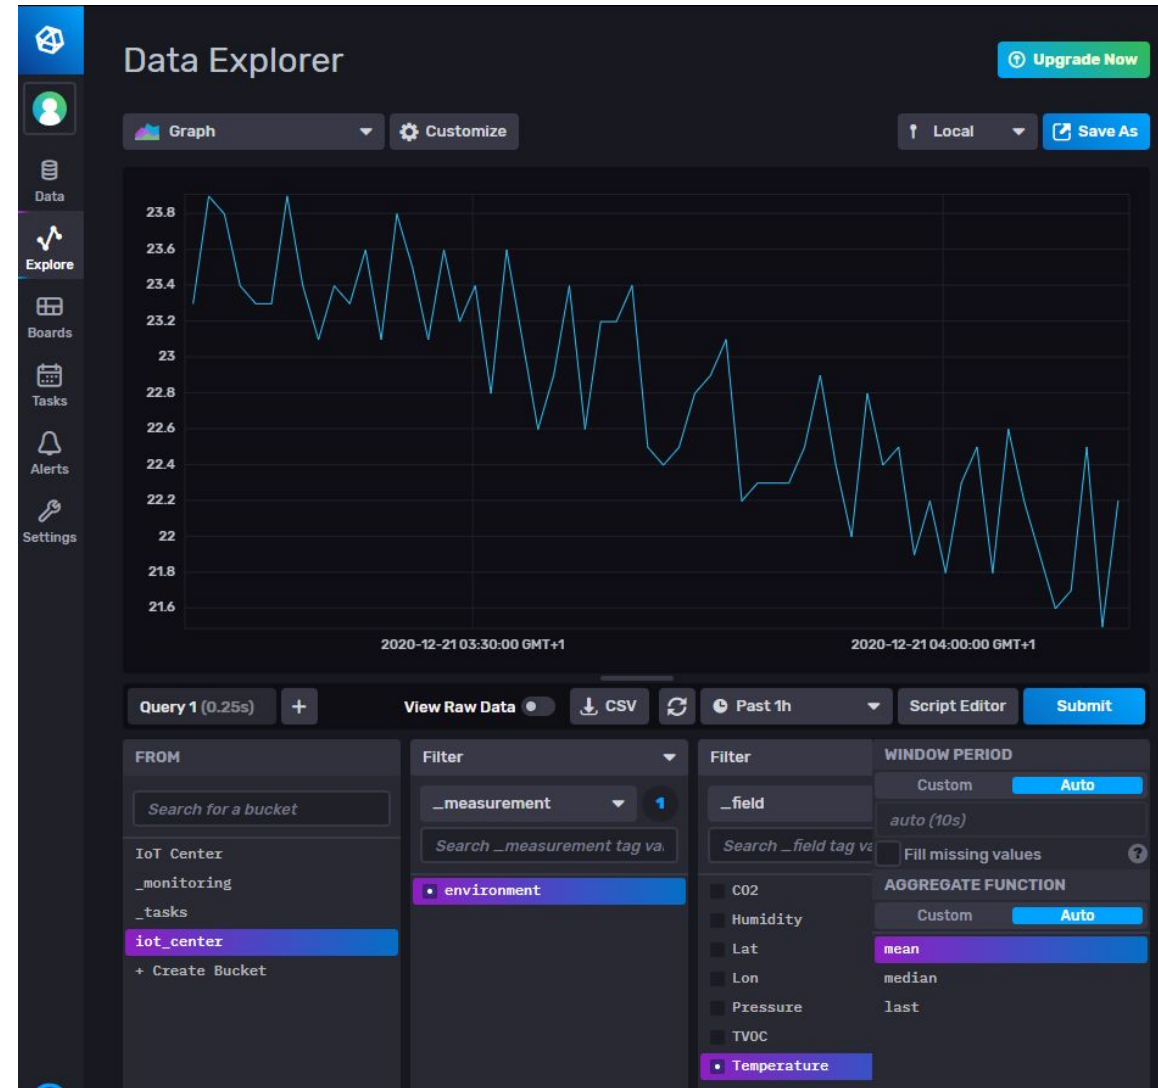 Data Explorer
Upgrade Now
Graph
Customize
Local
Save As
Data
Explore
Boards
Tasks
Alerts
Settings
23.8
23.6
23.4
23.2
23
22.8
22.6
22.4
22.2
22
21.8
21.6
2020-12-21 03:30:00 GMT+1
2020-12-21 04:00:00 GMT+1
Query 1 (0.25s)
+
View Raw Data
CSV
Past 1h
Script Editor
Submit
FROM
Search for a bucket
IoT Center
_monitoring
_tasks
iot_center
+ Create Bucket
Filter
_measurement
1
Search _measurement tag va
environment
Filter
_field
Search _field tag va
CO2
Humidity
Lat
Lon
Pressure
TVOC
Temperature
WINDOW PERIOD
Custom
Auto
auto (10s)
Fill missing values
?
AGGREGATE FUNCTION
Custom
Auto
mean
median
last